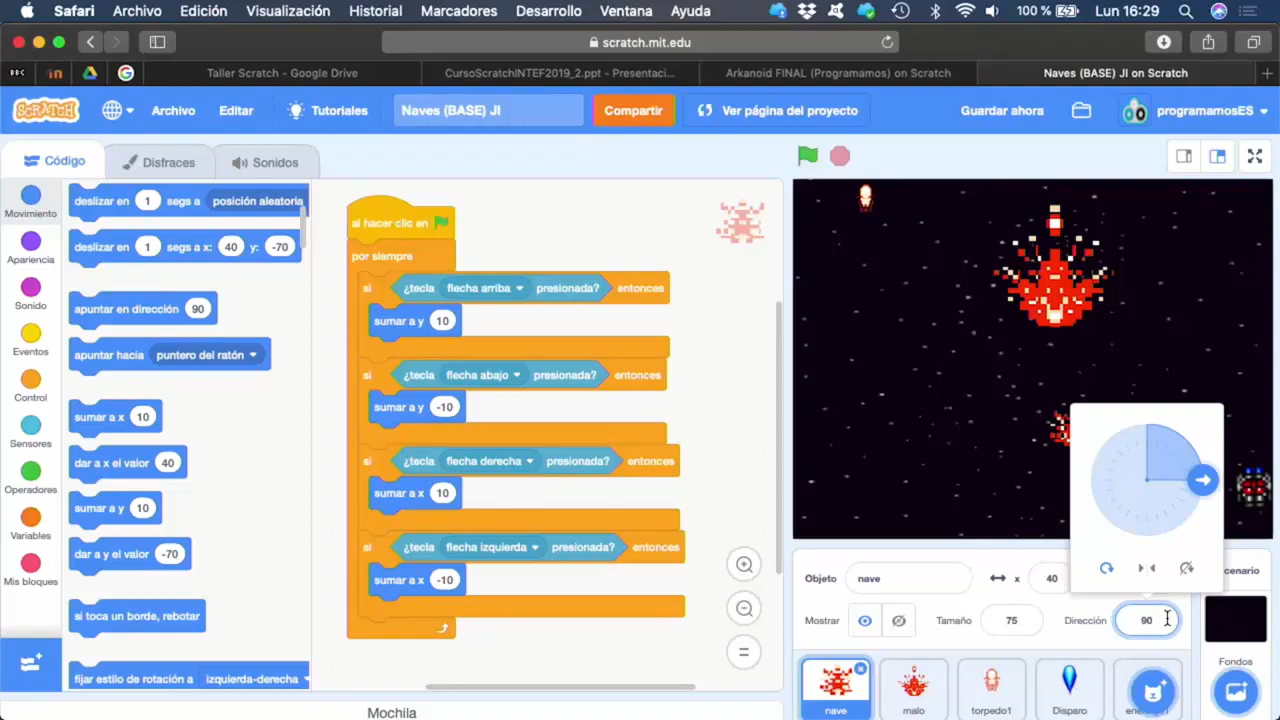 Safari Archivo Edición Visualización Historial Marcadores Desarrollo Ventana Ayuda 100 % Lun 16:29
scratch.mit.edu
BBC Taller Scratch - Google Drive CursoScratchINTEF2019_2.ppt - Presentaci... Arkanoid FINAL (Programamos) on Scratch Naves (BASE) JI on Scratch
SCRATCH Archivo Editar Tutoriales Naves (BASE) JI Compartir Ver página del proyecto Guardar ahora programamosES
Código Disfraces Sonidos
Movimiento
Apariencia
Sonido
Eventos
Control
Sensores
Operadores
Variables
Mis bloques
deslizar en 1 segs a posición aleatoria
deslizar en 1 segs a x: 40 y: -70
apuntar en dirección 90
apuntar hacia puntero del ratón
sumar a x 10
dar a x el valor 40
sumar a y 10
dar a y el valor -70
si toca un borde, rebotar
fijar estilo de rotación a izquierda-derecha
al hacer clic en
por siempre
si ¿tecla flecha arriba presionada? entonces
sumar a y 10
si ¿tecla flecha abajo presionada? entonces
sumar a y -10
si ¿tecla flecha derecha presionada? entonces
sumar a x 10
si ¿tecla flecha izquierda presionada? entonces
sumar a x -10
Mochila
Objeto nave x 40
Mostrar Tamaño 75 Dirección 90
nave malo torpedo1 Disparo
cenario
Fondos